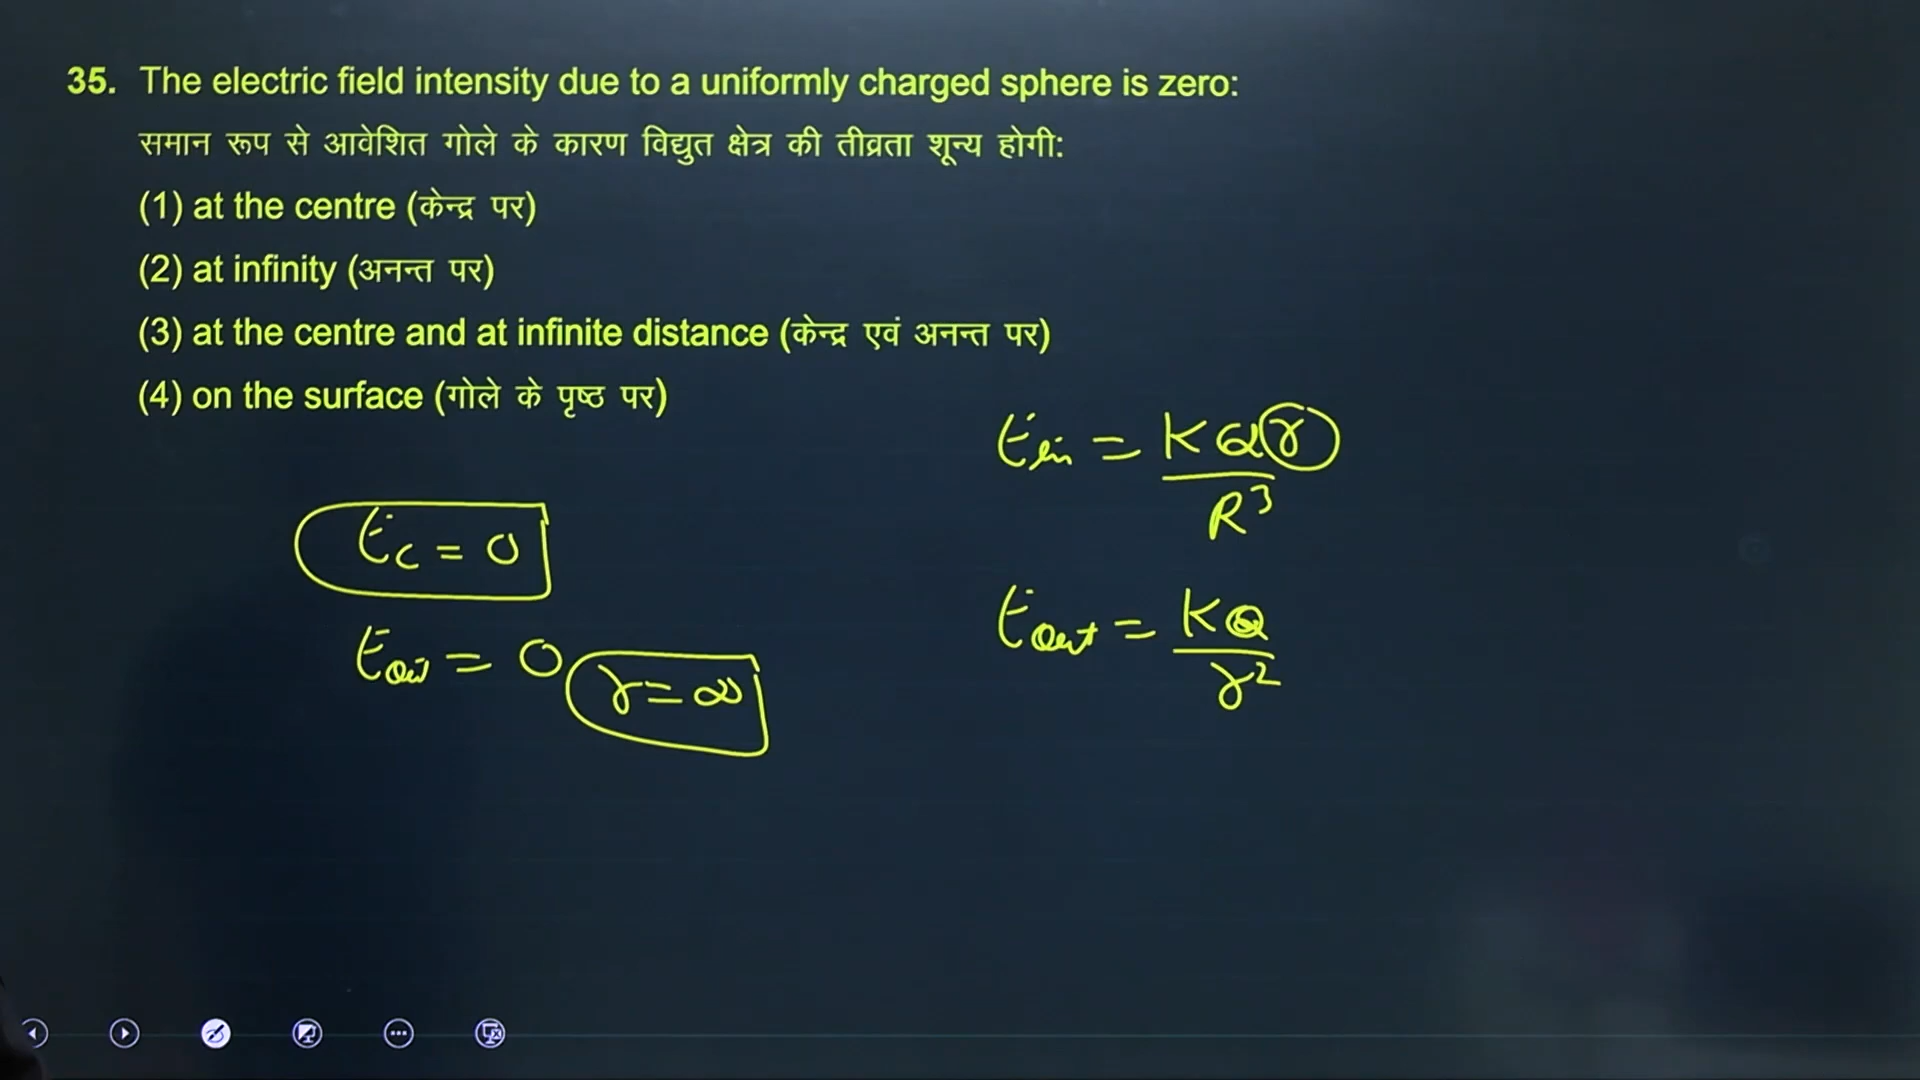 35. The electric field intensity due to a uniformly charged sphere is zero:
समान रूप से आवेशित गोले के कारण विद्युत क्षेत्र की तीव्रता शून्य होगी:
(1) at the centre (केन्द्र पर)
(2) at infinity (अनन्त पर)
(3) at the centre and at infinite distance (केन्द्र एवं अनन्त पर)
(4) on the surface (गोले के पृष्ठ पर)
Ein = KQr
R³
Ec = 0
Eout = KQ
r²
= 0
r = ∞